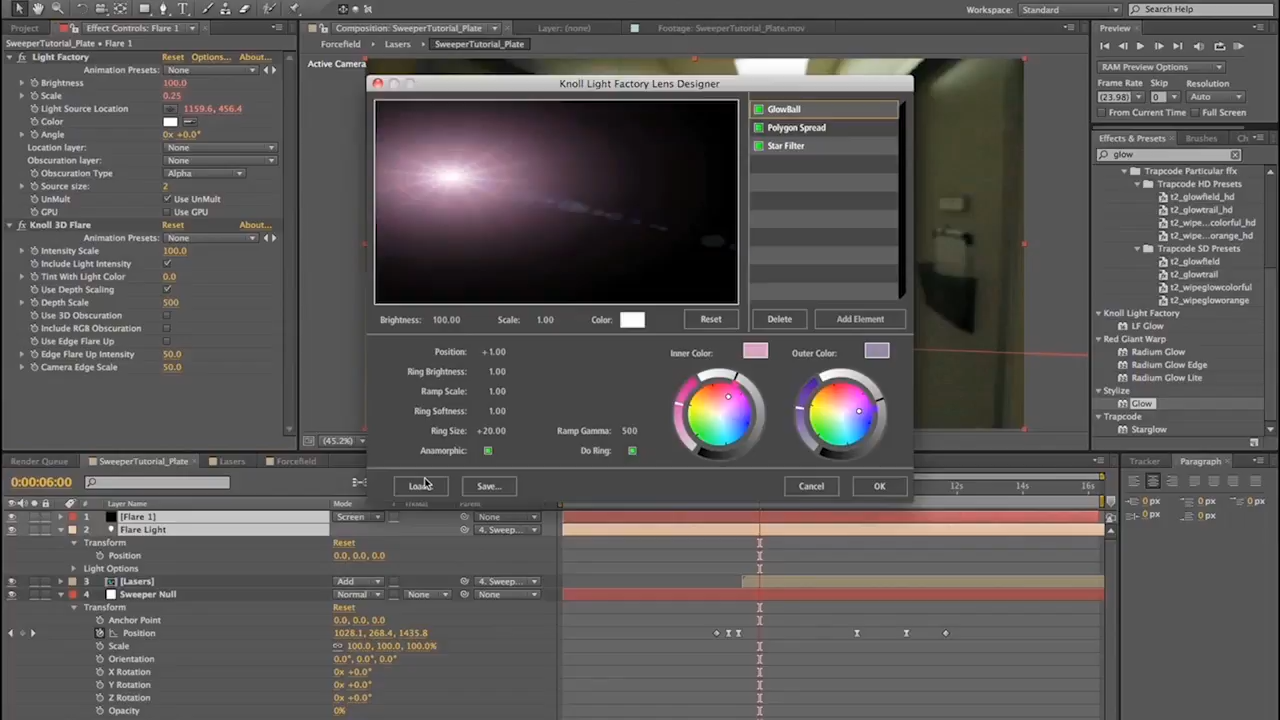 Workspace: Standard
Search Help
Project
Effect Controls: Flare 1
Composition: SweeperTutorial_Plate
Layer: (none)
Footage: SweeperTutorial_Plate.mov
Preview
SweeperTutorial_Plate • Flare 1
Forcefield
Lasers
SweeperTutorial_Plate
Light Factory
Reset
Options...
About...
Active Camera
RAM Preview Options
Animation Presets: None
Brightness 100.0
Scale 0.25
Light Source Location 1159.6, 456.4
Color
Angle 0x +0.0°
Location layer: None
Obscuration layer: None
Obscuration Type Alpha
Source size: 2
UnMult Use UnMult
GPU Use GPU
Knoll 3D Flare
Reset
About...
Animation Presets: None
Intensity Scale 100.0
Include Light Intensity
Tint With Light Color 0.0
Use Depth Scaling
Depth Scale 500
Use 3D Obscuration
Include RGB Obscuration
Use Edge Flare Up
Edge Flare Up Intensity 50.0
Camera Edge Scale 50.0
Knoll Light Factory Lens Designer
GlowBall
Polygon Spread
Star Filter
Brightness: 100.00
Scale: 1.00
Color:
Reset
Delete
Add Element
Position: +1.00
Ring Brightness: 1.00
Ramp Scale: 1.00
Ring Softness: 1.00
Ring Size: +20.00
Ramp Gamma: 500
Anamorphic:
Do Ring:
Inner Color:
Outer Color:
Save...
Cancel
OK
Frame Rate Skip Resolution
(23.98) 0 Auto
From Current Time Full Screen
Effects & Presets
Brushes
glow
Trapcode Particular ffx
Trapcode HD Presets
t2_glowfield_hd
t2_glowtrail_hd
t2_wipe...colorful_hd
t2_wipe...orange_hd
Trapcode SD Presets
t2_glowfield
t2_glowtrail
t2_wipeglowcolorful
t2_wipegloworange
Knoll Light Factory
LF Glow
Red Giant Warp
Radium Glow
Radium Glow Edge
Radium Glow Lite
Stylize
Glow
Trapcode
Starglow
(45.2%)
Render Queue
SweeperTutorial_Plate
Lasers
Forcefield
Tracker
Paragraph
0:00:06:00
12s
14s
16s
#
Layer Name
Mode
Parent
1 [Flare 1] Screen None
2 Flare Light 4. Sweep...
Transform Reset
Position 0.0, 0.0, 0.0
Light Options
3 [Lasers] Add 4. Sweep...
4 Sweeper Null Normal None None
Transform Reset
Anchor Point 0.0, 0.0, 0.0
Position 1028.1, 268.4, 1435.8
Scale 100.0, 100.0, 100.0%
Orientation 0.0°, 0.0°, 0.0°
X Rotation 0x +0.0°
Y Rotation 0x +0.0°
Z Rotation 0x +0.0°
Opacity 0%
0 px
0 px
0 px
0 px